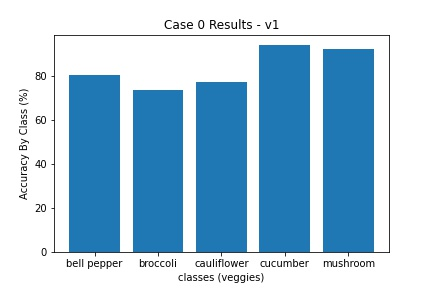 Case 0 Results - v1
Accuracy By Class (%)
80
60
40
20
0
bell pepper broccoli cauliflower cucumber mushroom
classes (veggies)